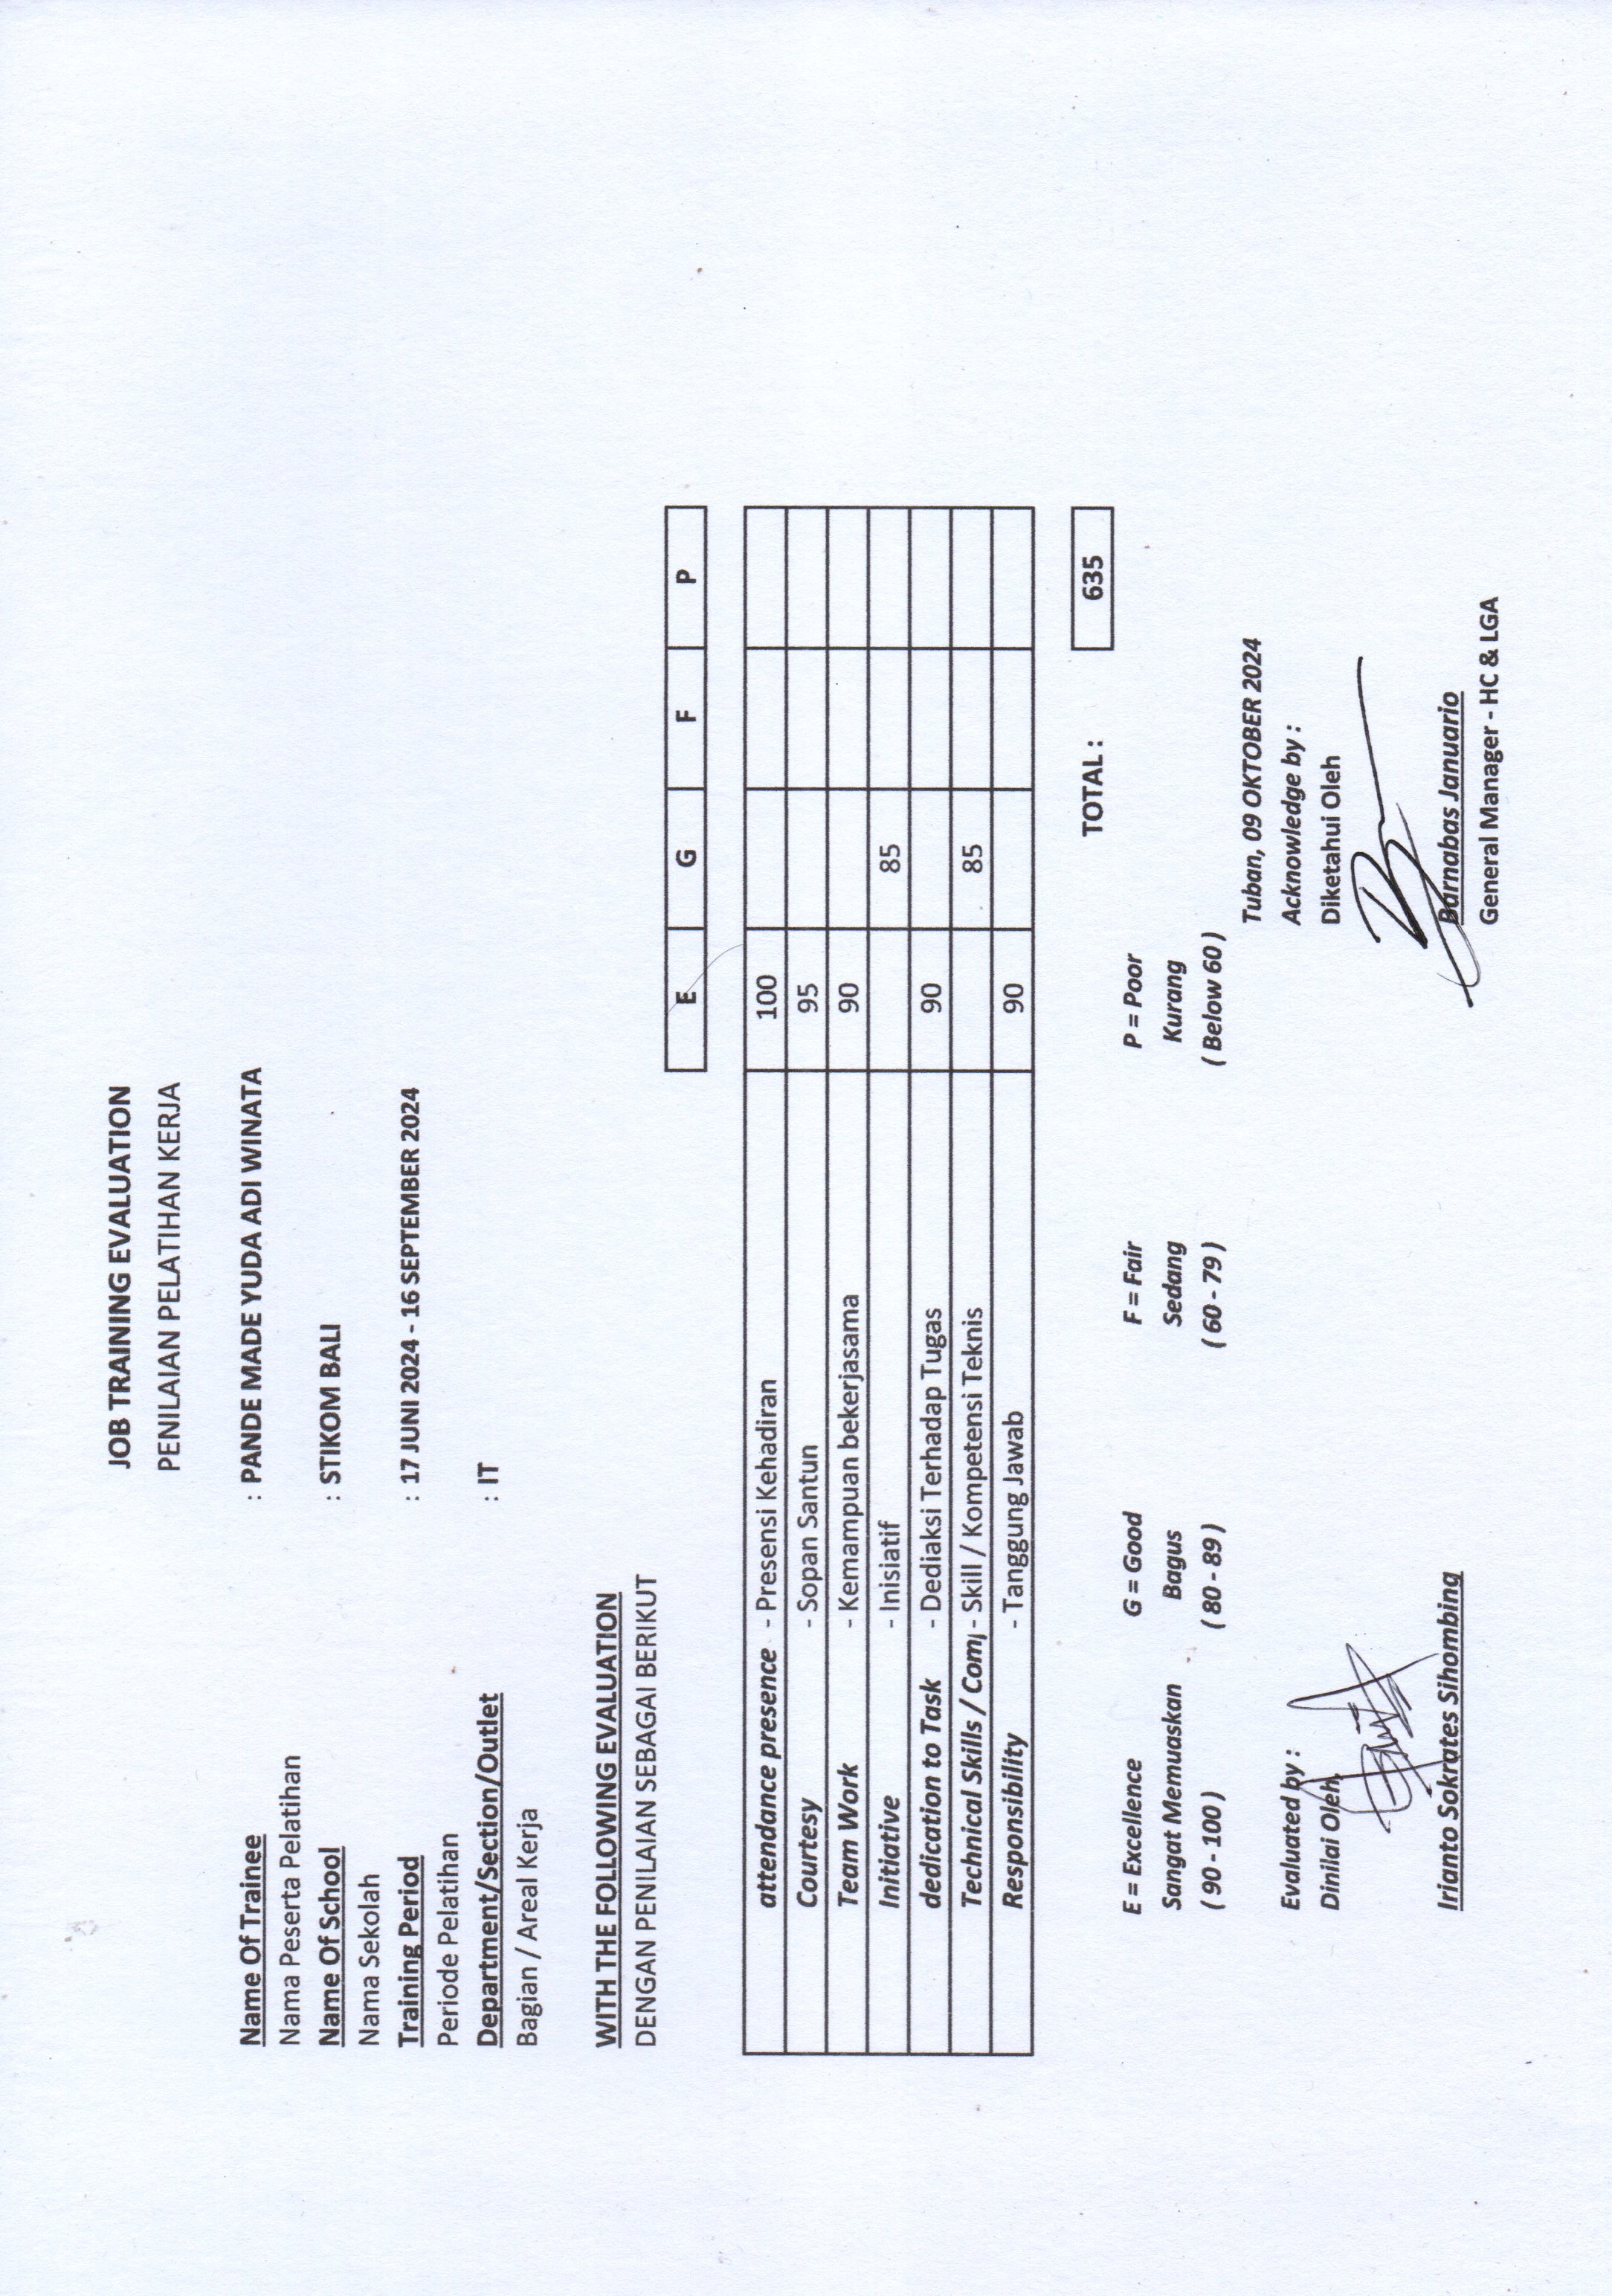 JOB TRAINING EVALUATION
PENILAIAN PELATIHAN KERJA
Name Of Trainee : PANDE MADE YUDA ADI WINATA
Nama Peserta Pelatihan
Name Of School : STIKOM BALI
Nama Sekolah
Training Period : 17 JUNI 2024 - 16 SEPTEMBER 2024
Periode Pelatihan
Department/Section/Outlet : IT
Bagian / Areal Kerja
WITH THE FOLLOWING EVALUATION
DENGAN PENILAIAN SEBAGAI BERIKUT
E G F P
attendance presence - Presensi Kehadiran 100
Courtesy - Sopan Santun 95
Team Work - Kemampuan bekerjasama 90
Initiative - Inisiatif 85
dedication to Task - Dediaksi Terhadap Tugas 90
Technical Skills / Com - Skill / Kompetensi Teknis 85
Responsibility - Tanggung Jawab 90
TOTAL : 635
E = Excellence G = Good F = Fair P = Poor
Sangat Memuaskan Bagus Sedang Kurang
( 90 - 100 ) ( 80 - 89 ) ( 60 - 79 ) ( Below 60 )
Tuban, 09 OKTOBER 2024
Evaluated by : Acknowledge by :
Dinilai Oleh Diketahui Oleh
Irianto Sokrates Sihombing Barnabas Januario
General Manager - HC & LGA